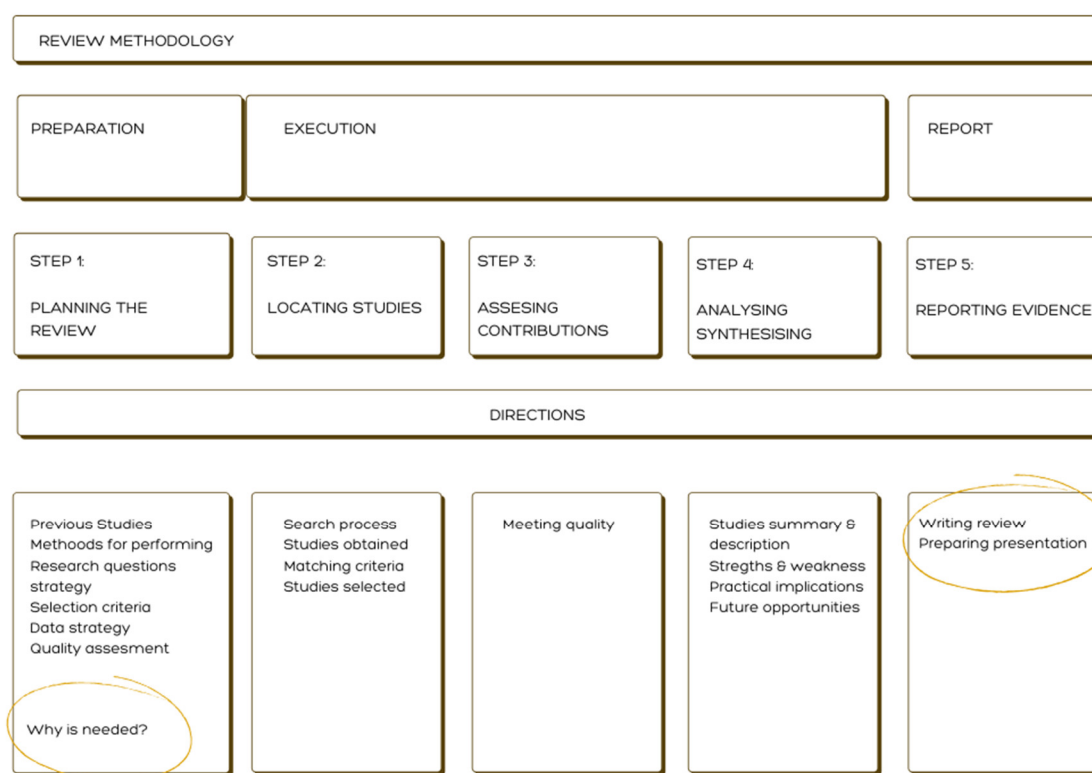 REVIEW METHODOLOGY
PREPARATION
EXECUTION
REPORT
STEP 1:
PLANNING THE
REVIEW
STEP 2:
LOCATING STUDIES
STEP 3:
ASSESING
CONTRIBUTIONS
STEP 4:
ANALYSING
SYNTHESISING
STEP 5:
REPORTING EVIDENCE
DIRECTIONS
Previous Studies
Methoods for performing
Research questions
strategy
Selection criteria
Data strategy
Quality assesment
Why is needed?
Search process
Studies obtained
Matching criteria
Studies selected
Meeting quality
Studies summary &
description
Stregths & weakness
Practical implications
Future opportunities
Writing review
Preparing presentation